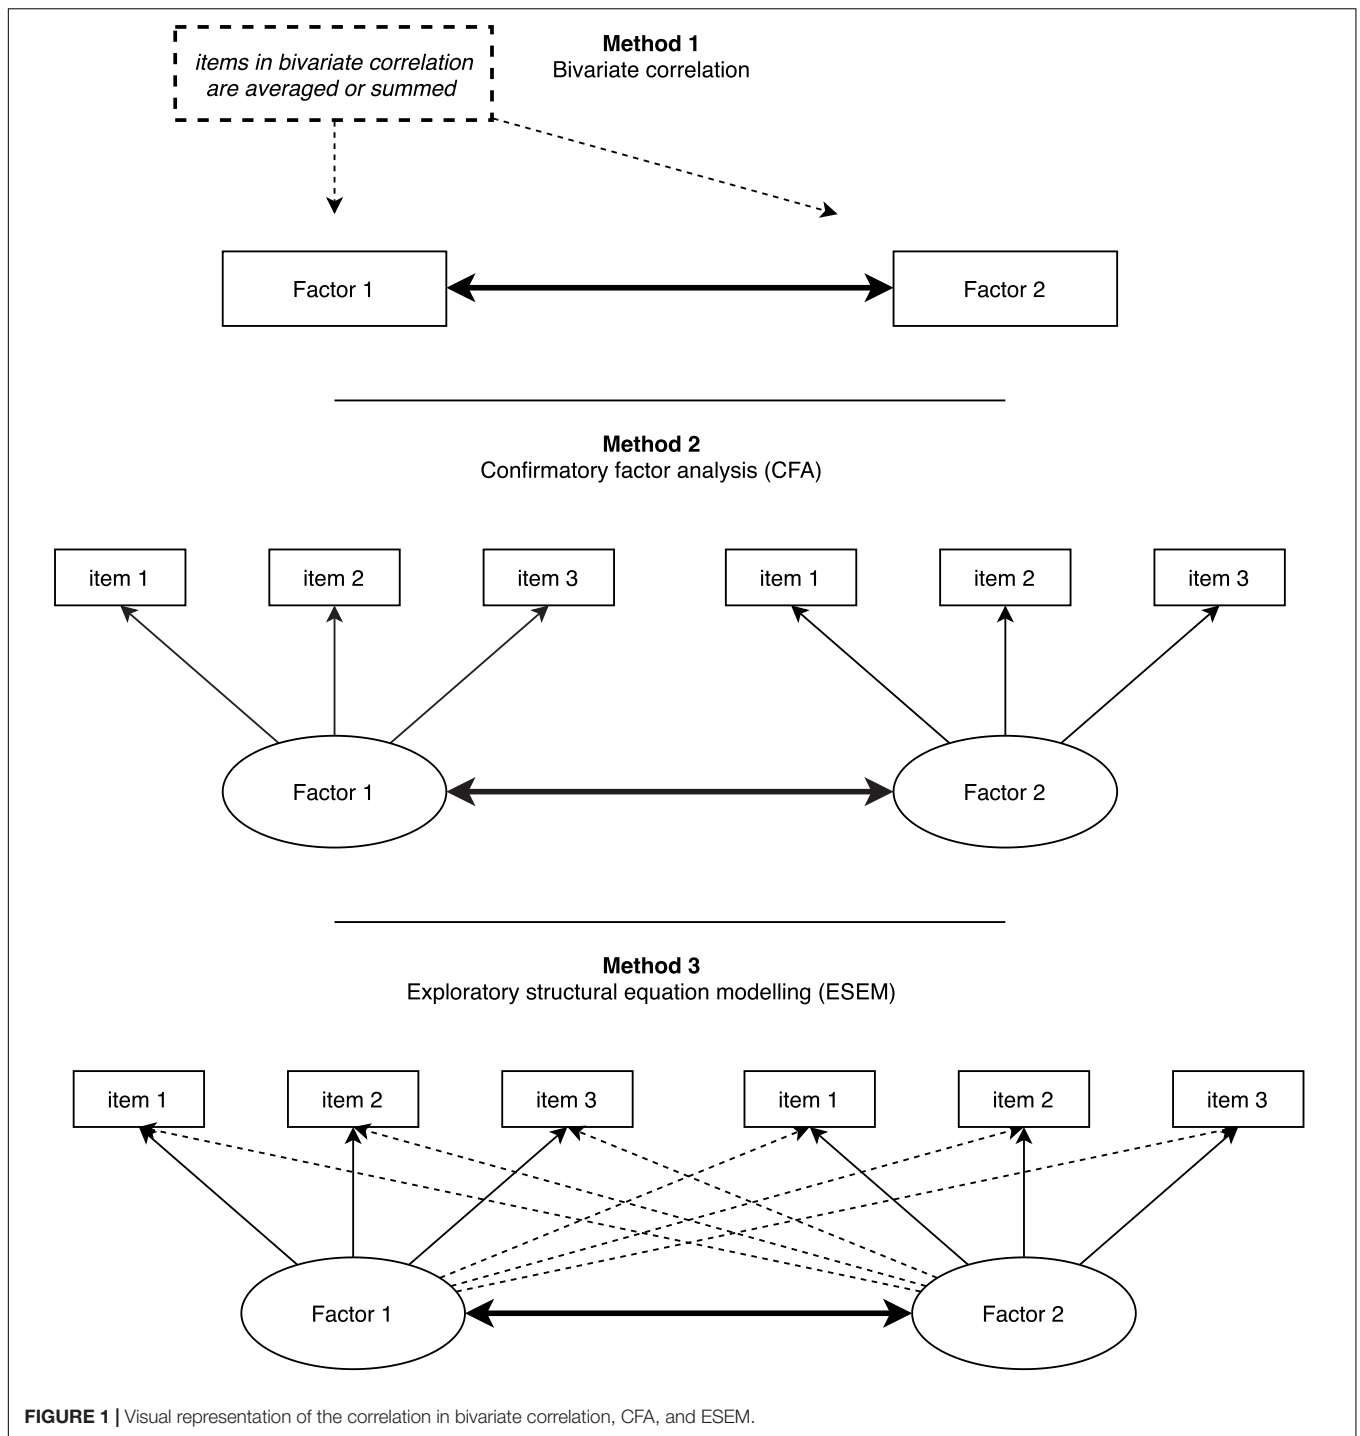 Method 1
Bivariate correlation
items in bivariate correlation
are averaged or summed
Factor 1
Factor 2
Method 2
Confirmatory factor analysis (CFA)
item 1
item 2
item 3
item 1
item 2
item 3
Factor 1
Factor 2
Method 3
Exploratory structural equation modelling (ESEM)
item 1
item 2
item 3
item 1
item 2
item 3
Factor 1
Factor 2
FIGURE 1 | Visual representation of the correlation in bivariate correlation, CFA, and ESEM.